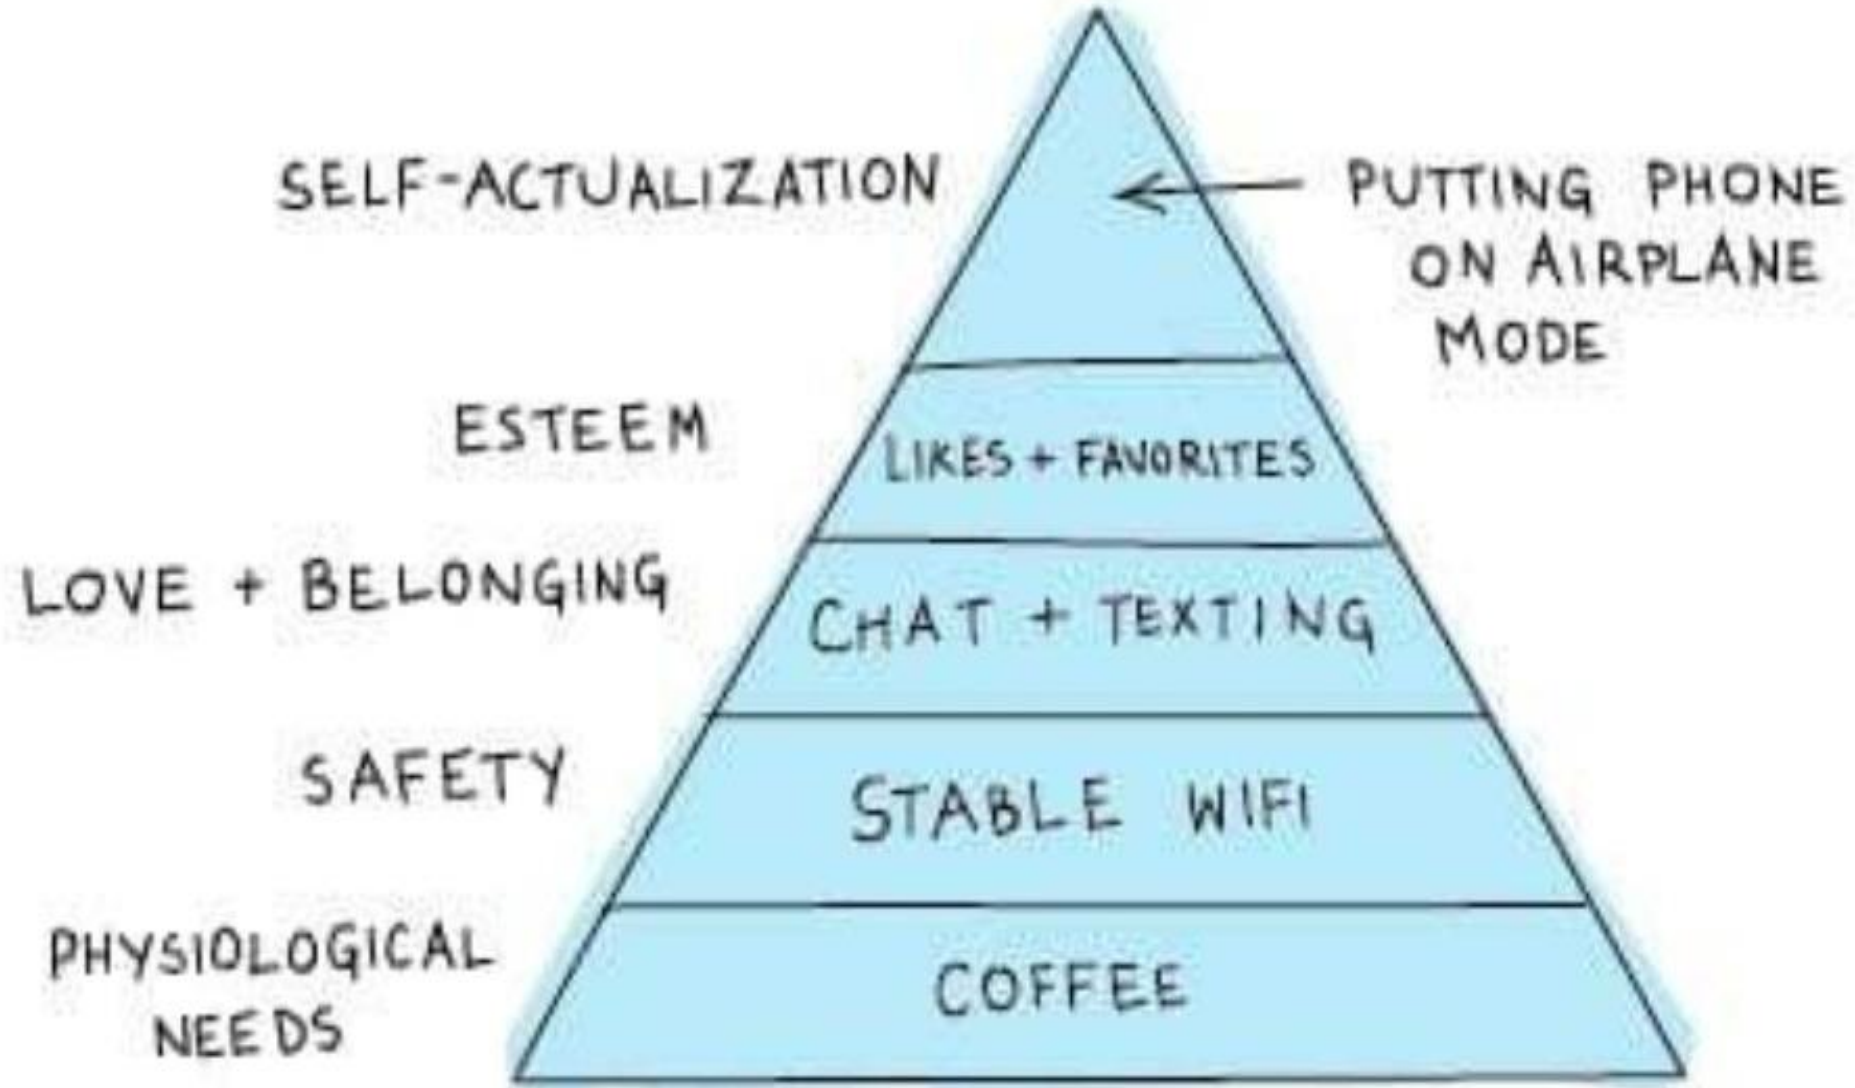 SELF-ACTUALIZATION
PUTTING PHONE
ON AIRPLANE
MODE
ESTEEM
LIKES + FAVORITES
LOVE + BELONGING
CHAT + TEXTING
SAFETY
STABLE WIFI
PHYSIOLOGICAL
NEEDS
COFFEE